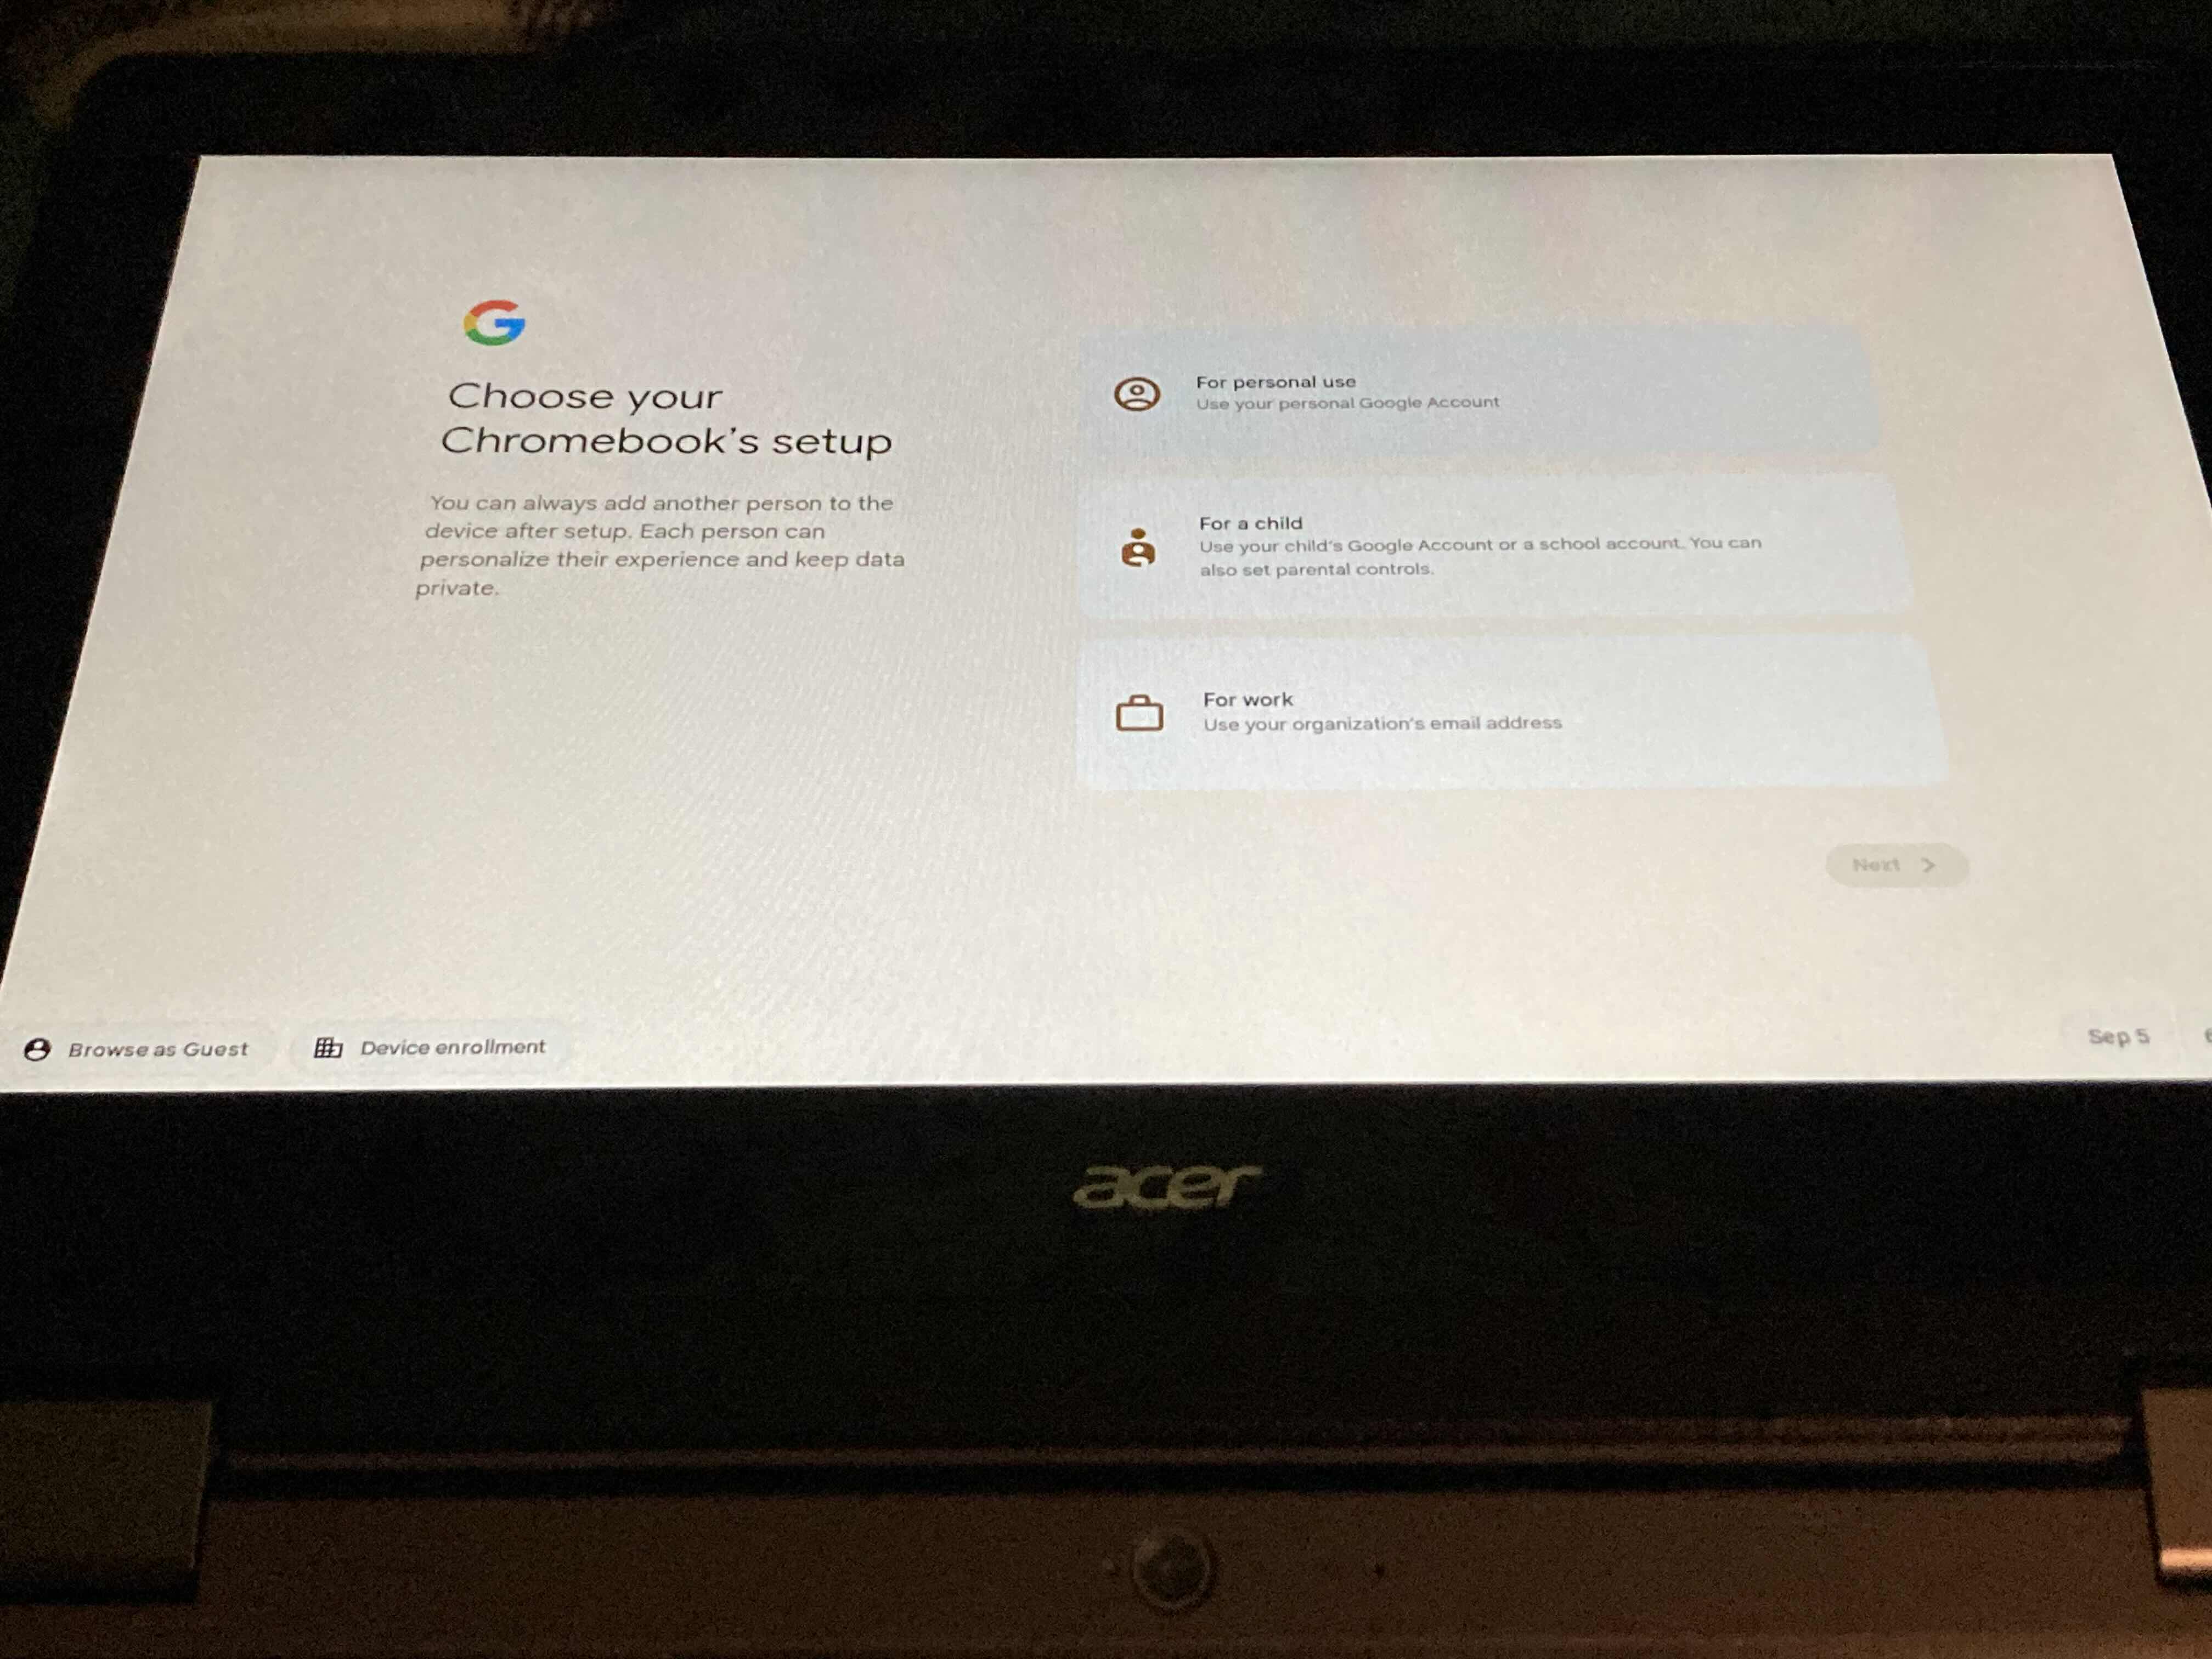 Choose your
Chromebook's setup
You can always add another person to the
device after setup. Each person can
personalize their experience and keep data
private.
For personal use
Use your personal Google Account
For a child
Use your child's Google Account or a school account. You can
also set parental controls.
For work
Use your organization's email address
Next
Browse as Guest
Device enrollment
Sep 5
acer